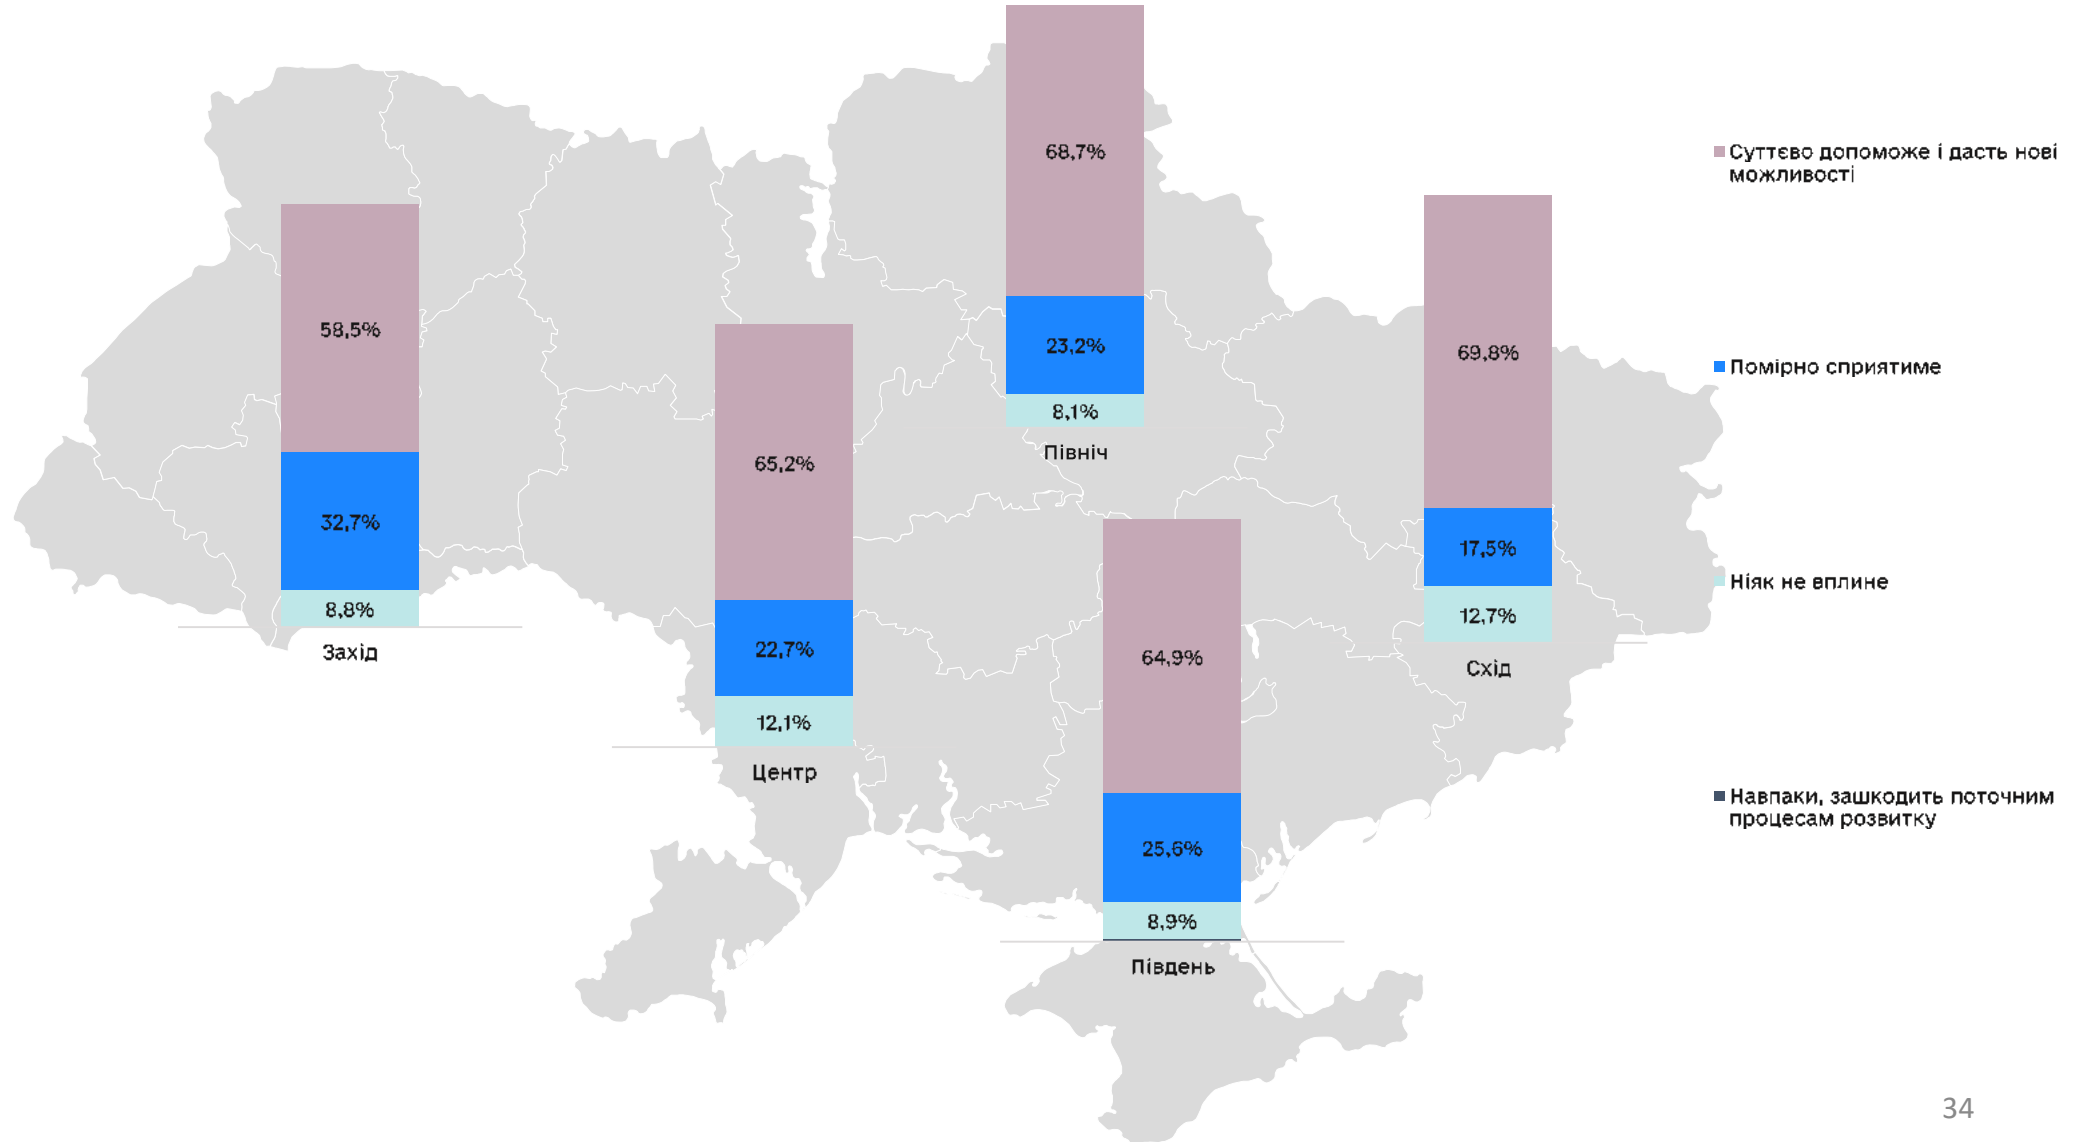 68,7%
23,2%
8,1%
Північ
58,5%
32,7%
8,8%
Захід
65,2%
22,7%
12,1%
Центр
64,9%
25,6%
8,9%
Південь
69,8%
17,5%
12,7%
Схід
Суттєво допоможе і дасть нові
можливості
Помірно сприятиме
Ніяк не вплине
Навпаки, зашкодить поточним
процесам розвитку
34